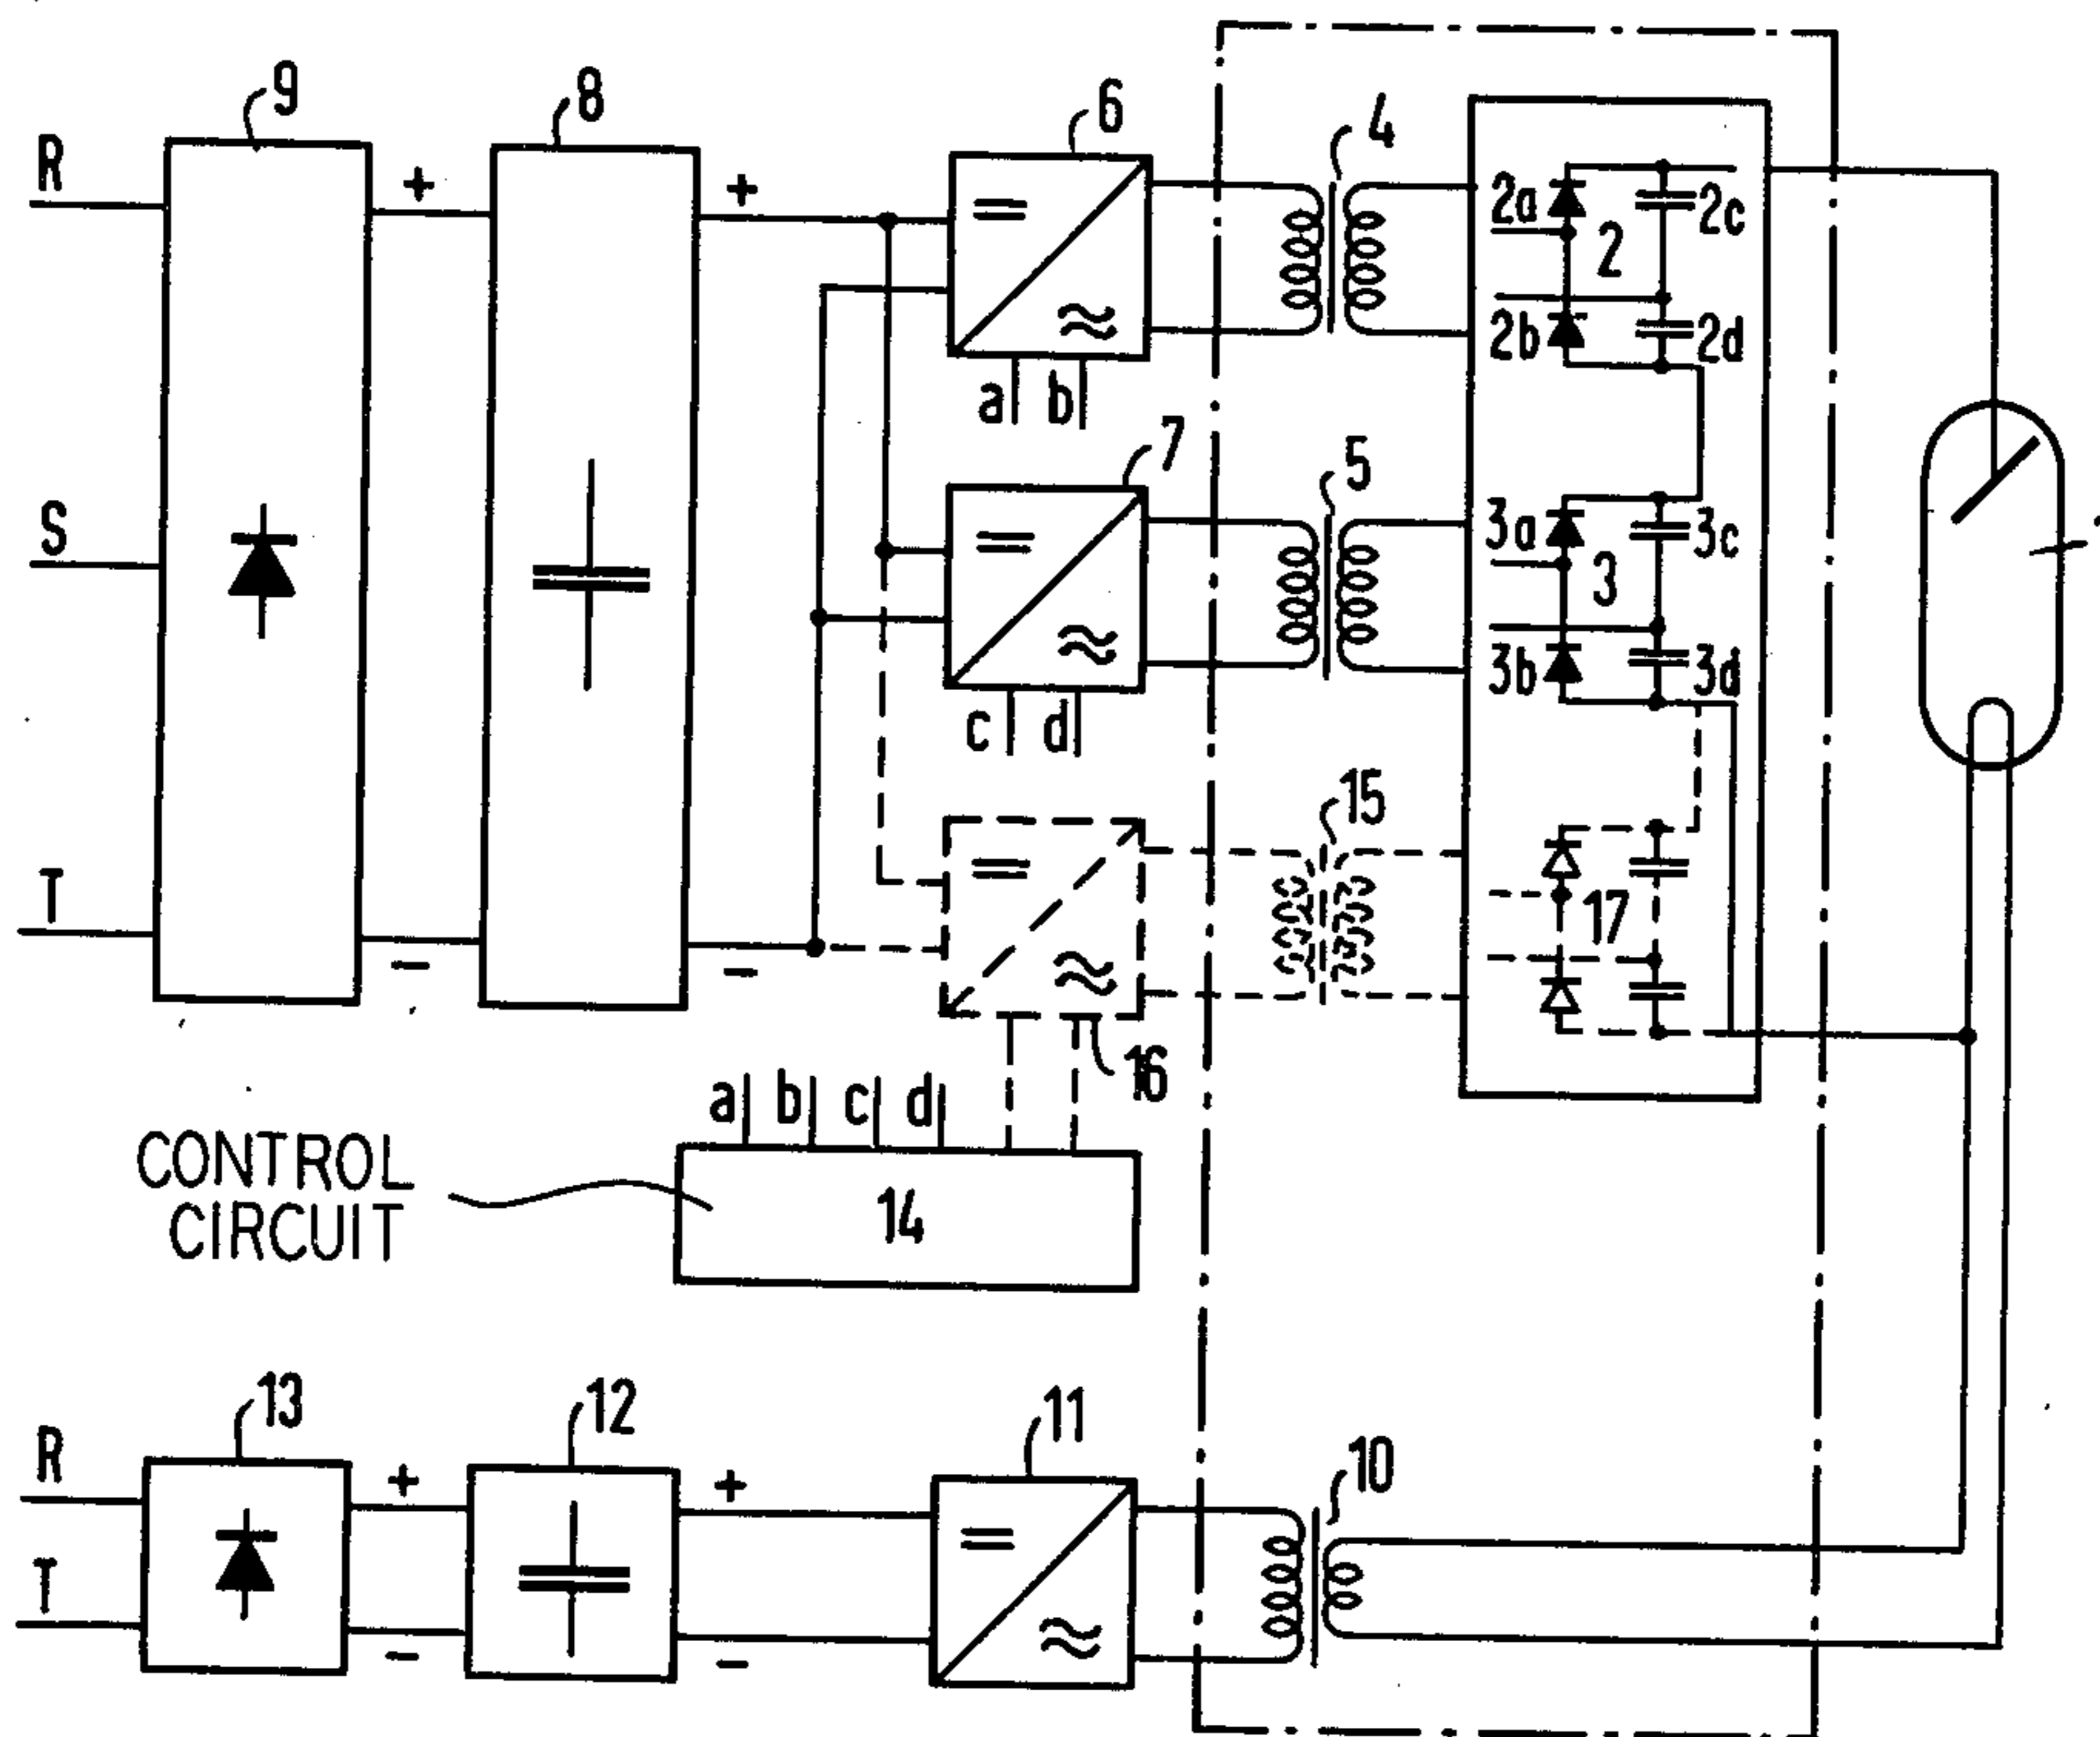 9
8
6
4
R
+
+
2a
2c
2
2b
2d
a
b
7
5
S
3a
3c
3
3b
3d
c
d
15
T
17
-
-
16
a
b
c
d
CONTROL
CIRCUIT
14
13
12
11
10
R
+
+
T
-
-